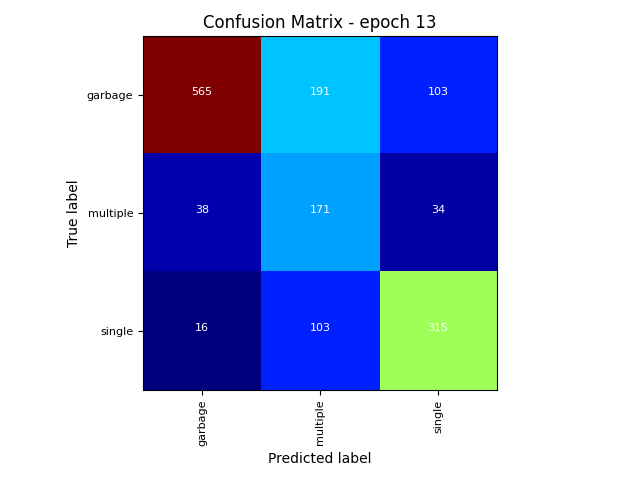 Confusion Matrix - epoch 13
True label
garbage
565 191 103
multiple
38 171 34
single
16 103 315
garbage
multiple
single
Predicted label